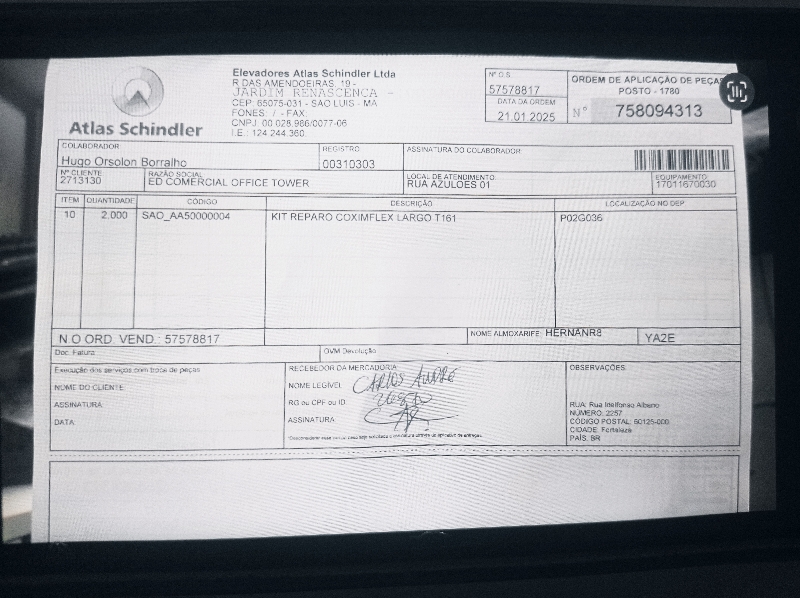 Atlas Schindler
Elevadores Atlas Schindler Ltda
R DAS AMENDOEIRAS, 19 -
JARDIM RENASCENCA -
CEP: 65075-031 - SAO LUIS - MA
FONES: / - FAX:
CNPJ: 00.028.986/0077-06
I.E.: 124.244.360
Nº O.S.
57578817
DATA DA ORDEM
21.01.2025
ORDEM DE APLICAÇÃO DE PEÇAS
POSTO - 1780
Nº 758094313
COLABORADOR
Hugo Orsolon Borralho
REGISTRO
00310303
ASSINATURA DO COLABORADOR
Nº CLIENTE
2713130
RAZÃO SOCIAL
ED COMERCIAL OFFICE TOWER
LOCAL DE ATENDIMENTO
RUA AZULOES 01
EQUIPAMENTO
17011670030
ITEM QUANTIDADE CÓDIGO DESCRIÇÃO LOCALIZAÇÃO NO DEP
10 2,000 SAO_AA50000004 KIT REPARO COXIMFLEX LARGO T161 P02G036
N O ORD. VEND.: 57578817
NOME ALMOXARIFE: HERNANR8
YA2E
Doc. Fatura
OVM Devolução
Execução dos serviços com troca de peças
NOME DO CLIENTE
ASSINATURA:
DATA:
RECEBEDOR DA MERCADORIA
NOME LEGÍVEL CARLOS ANDRÉ
RG ou CPF ou ID
ASSINATURA
OBSERVAÇÕES:
RUA: Rua Ildelfonso Albano
NÚMERO: 2257
CÓDIGO POSTAL: 60125-000
CIDADE: Fortaleza
PAÍS: BR